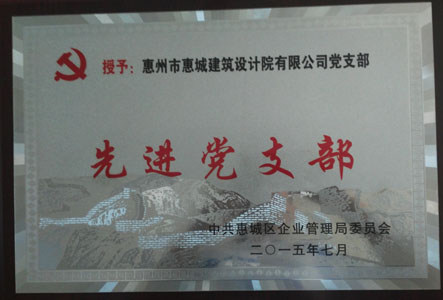 授予：惠州市惠城建筑设计院有限公司党支部
先进党支部
中共惠城区企业管理局委员会
二〇一五年七月